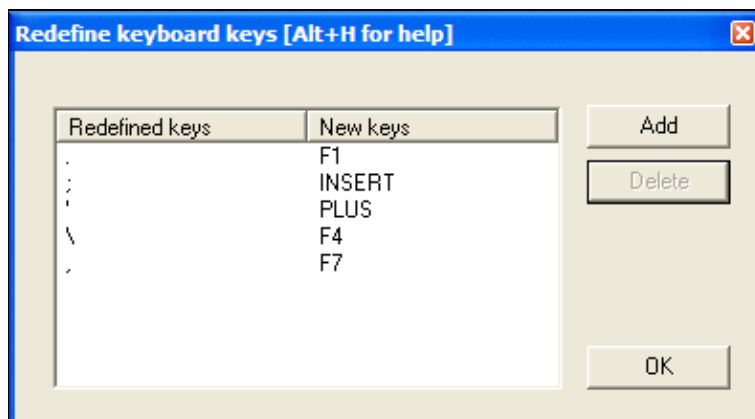 Redefine keyboard keys [Alt+H for help]
Redefined keys New keys
. F1
; INSERT
' PLUS
\ F4
, F7
Add
Delete
OK